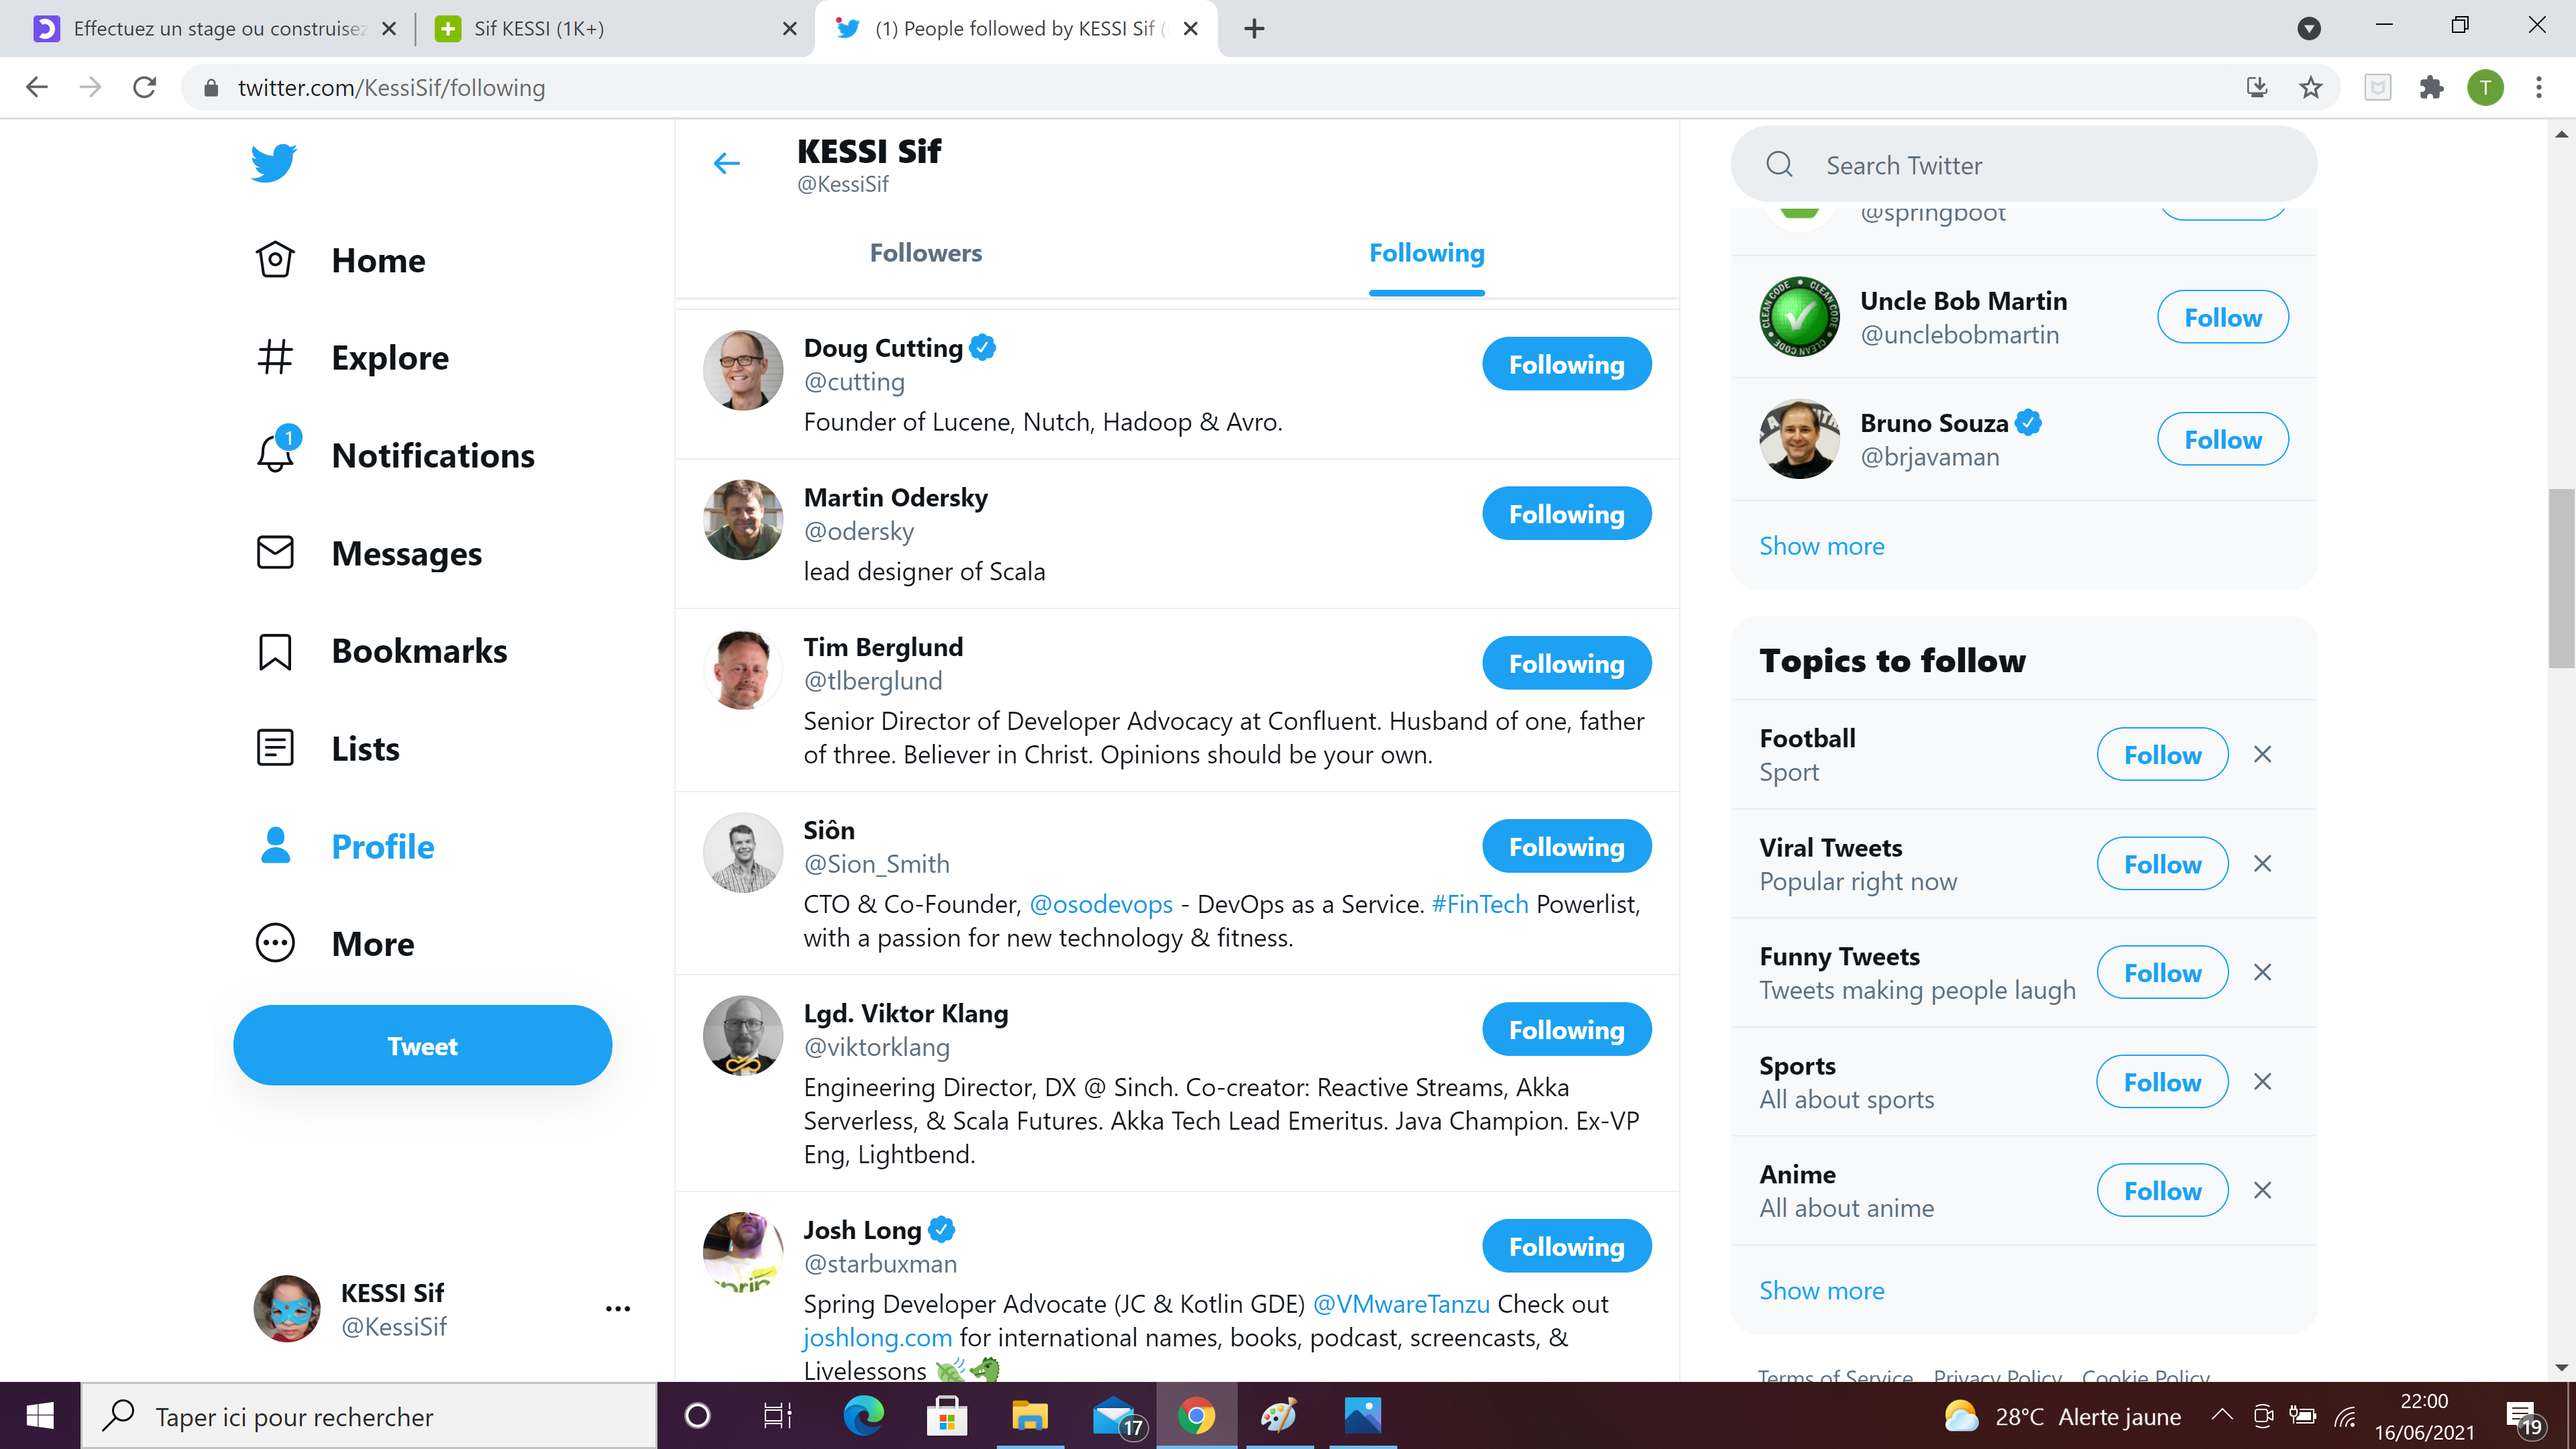 Effectuez un stage ou construisez
Sif KESSI (1K+)
(1) People followed by KESSI Sif (
twitter.com/KessiSif/following
T
Home
Explore
1
Notifications
Messages
Bookmarks
Lists
Profile
More
Tweet
KESSI Sif
@KessiSif
KESSI Sif
@KessiSif
Followers
Following
Doug Cutting
@cutting
Following
Founder of Lucene, Nutch, Hadoop & Avro.
Martin Odersky
@odersky
Following
lead designer of Scala
Tim Berglund
@tlberglund
Following
Senior Director of Developer Advocacy at Confluent. Husband of one, father
of three. Believer in Christ. Opinions should be your own.
Siôn
@Sion_Smith
Following
CTO & Co-Founder, @osodevops - DevOps as a Service. #FinTech Powerlist,
with a passion for new technology & fitness.
Lgd. Viktor Klang
@viktorklang
Following
Engineering Director, DX @ Sinch. Co-creator: Reactive Streams, Akka
Serverless, & Scala Futures. Akka Tech Lead Emeritus. Java Champion. Ex-VP
Eng, Lightbend.
Josh Long
@starbuxman
Following
Spring Developer Advocate (JC & Kotlin GDE) @VMwareTanzu Check out
joshlong.com for international names, books, podcast, screencasts, &
Livelessons
Search Twitter
@springboot
CLEAN CODE • CLEAN CODE • CLEAN CODE
Uncle Bob Martin
@unclebobmartin
Follow
Bruno Souza
@brjavaman
Follow
Show more
Topics to follow
Football
Sport
Follow
Viral Tweets
Popular right now
Follow
Funny Tweets
Tweets making people laugh
Follow
Sports
All about sports
Follow
Anime
All about anime
Follow
Show more
Terms of Service Privacy Policy Cookie Policy
Taper ici pour rechercher
17
28°C Alerte jaune
22:00
16/06/2021
19